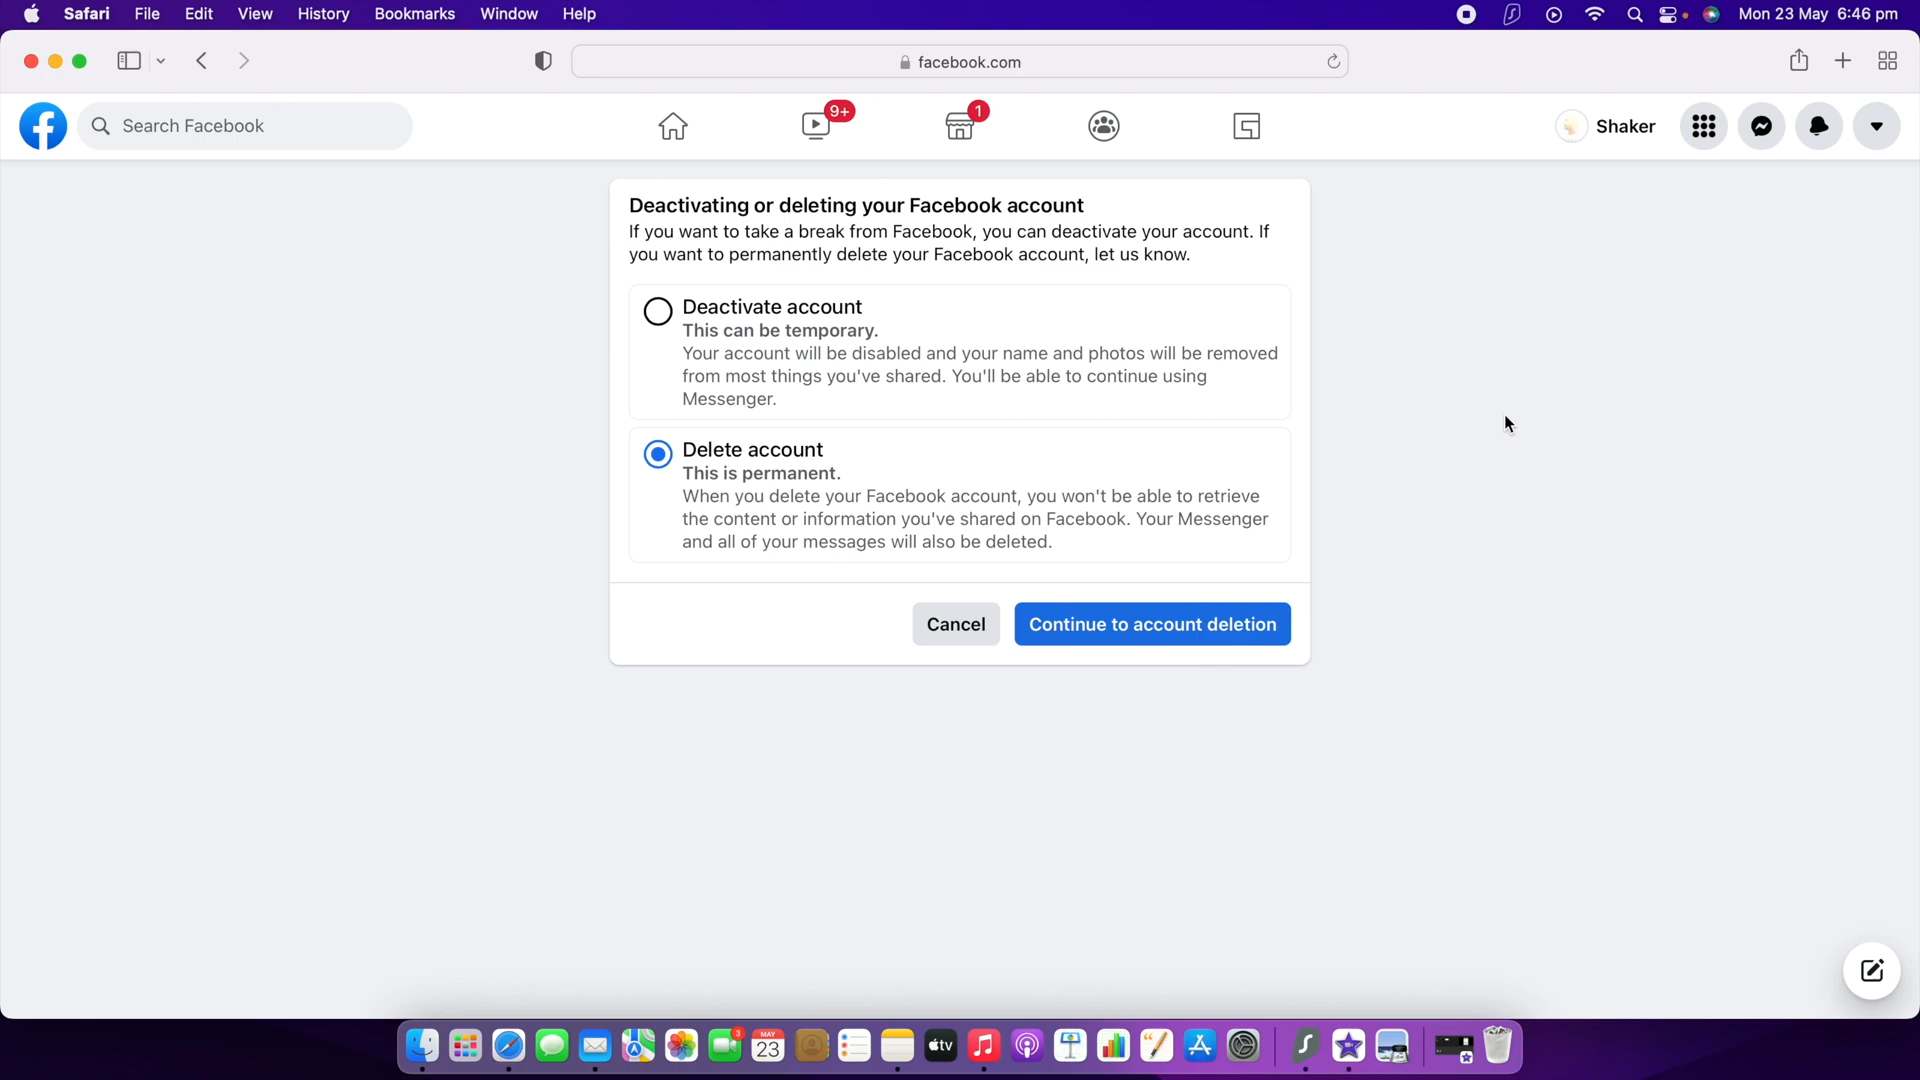 Safari File Edit View History Bookmarks Window Help Mon 23 May 6:46 pm
facebook.com
Search Facebook 9+ 1 Shaker
Deactivating or deleting your Facebook account
If you want to take a break from Facebook, you can deactivate your account. If
you want to permanently delete your Facebook account, let us know.
Deactivate account
This can be temporary.
Your account will be disabled and your name and photos will be removed
from most things you've shared. You'll be able to continue using
Messenger.
Delete account
This is permanent.
When you delete your Facebook account, you won't be able to retrieve
the content or information you've shared on Facebook. Your Messenger
and all of your messages will also be deleted.
Cancel Continue to account deletion
3 MAY 23 tv